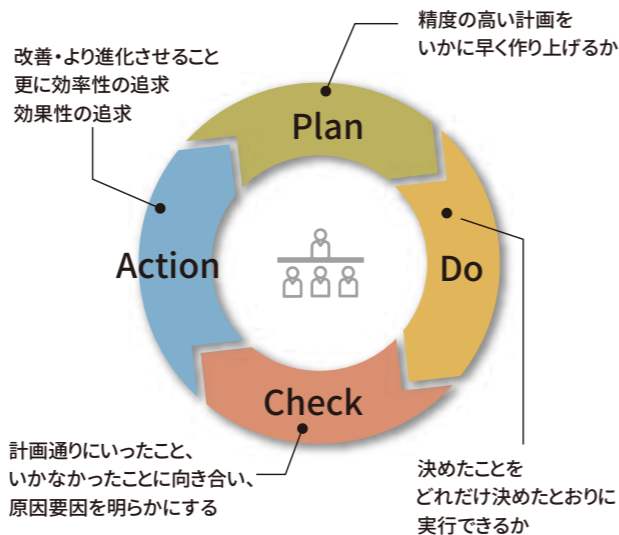 精度の高い計画を
いかに早く作り上げるか
改善・より進化させること
更に効率性の追求
効果性の追求
Plan
Action
Do
Check
計画通りにいったこと、
いかなかったことに向き合い、
原因要因を明らかにする
決めたことを
どれだけ決めたとおりに
実行できるか